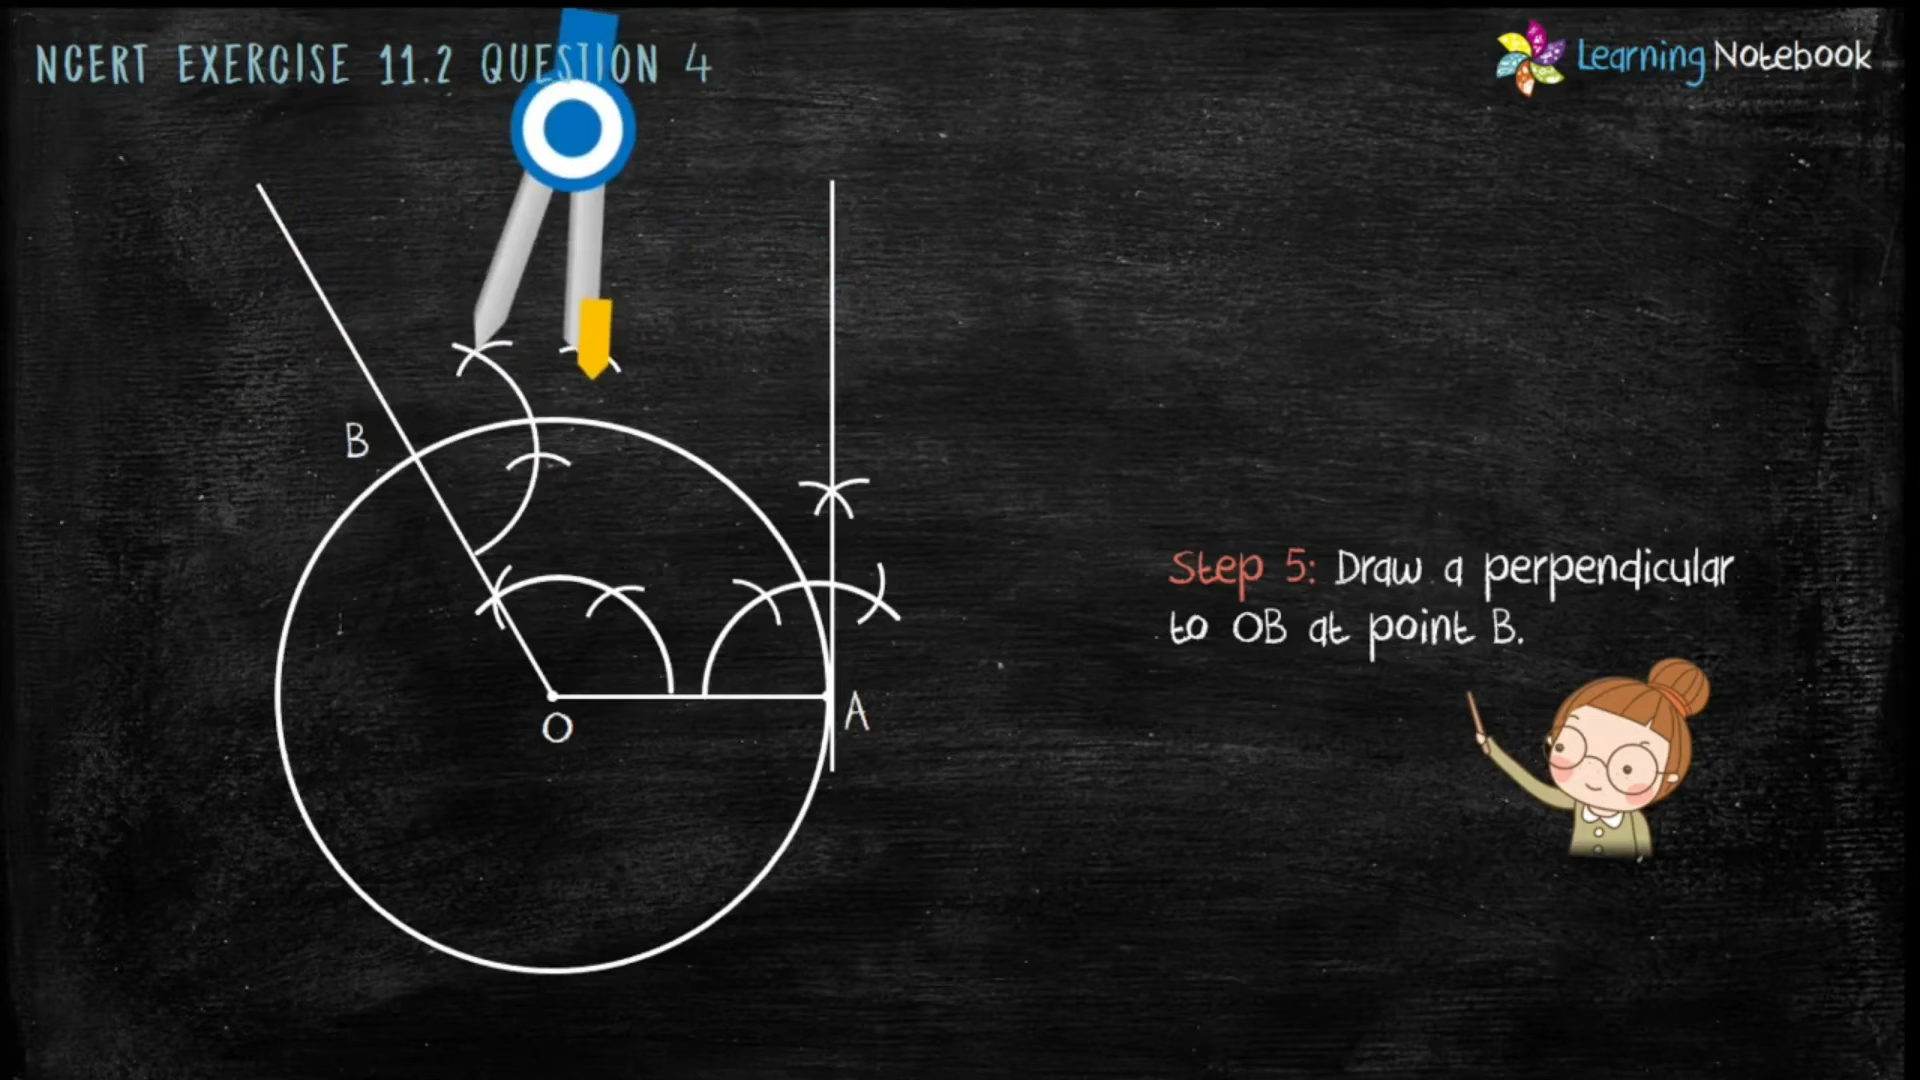 NCERT EXERCISE 11.2 QUESTION 4
Learning Notebook
B
Step 5: Draw a perpendicular
to OB at point B.
O
A